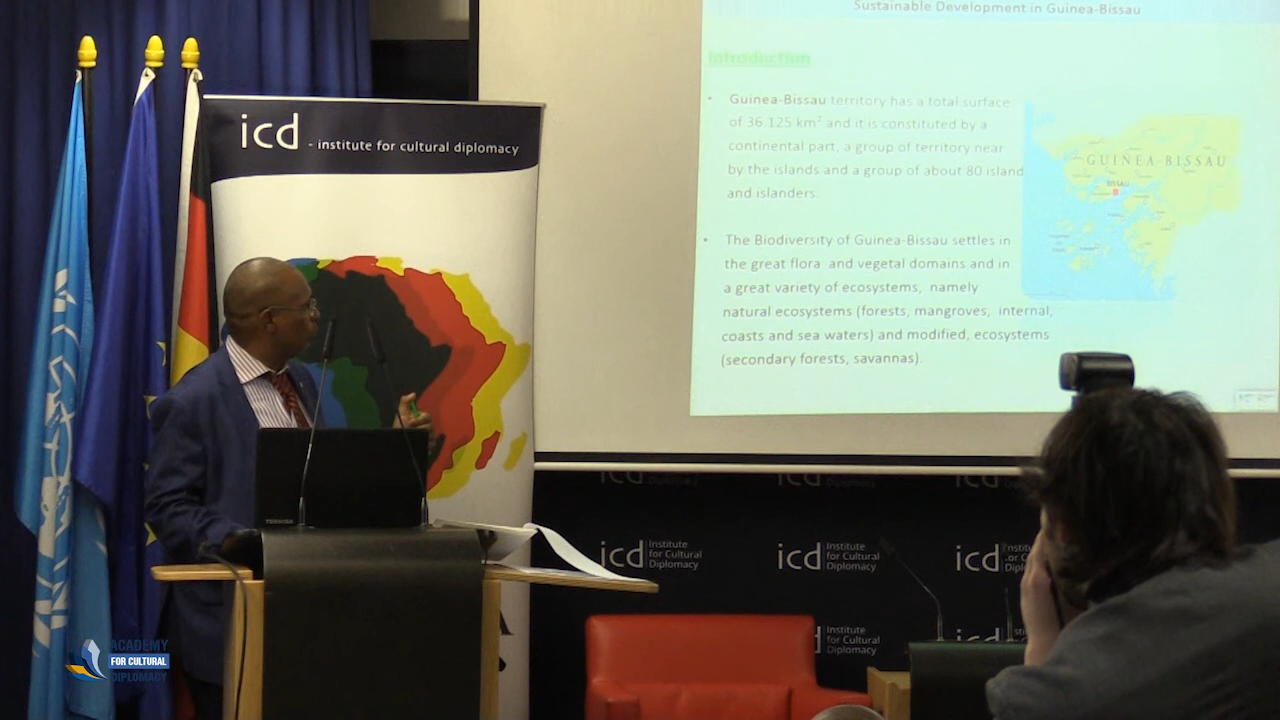 Sustainable Development in Guinea-Bissau
Introduction
icd - institute for cultural diplomacy
• Guinea-Bissau territory has a total surface
of 36.125 km² and it is constituted by a
continental part, a group of territory near
by the islands and a group of about 80 island
and islanders.
GUINEA-BISSAU
BISSAU
• The Biodiversity of Guinea-Bissau settles in
the great flora and vegetal domains and in
a great variety of ecosystems, namely
natural ecosystems (forests, mangroves, internal,
coasts and sea waters) and modified, ecosystems
(secondary forests, savannas).
TOSHIBA
icd Institute
for Cultural
Diplomacy
icd Institute
for Cultural
Diplomacy
icd
Institute
for Cultural
Diplomacy
ACADEMY
FOR CULTURAL
DIPLOMACY